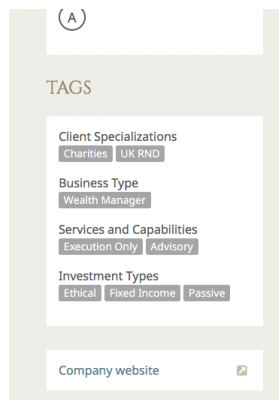 A
TAGS
Client Specializations
Charities UK RND
Business Type
Wealth Manager
Services and Capabilities
Execution Only Advisory
Investment Types
Ethical Fixed Income Passive
Company website